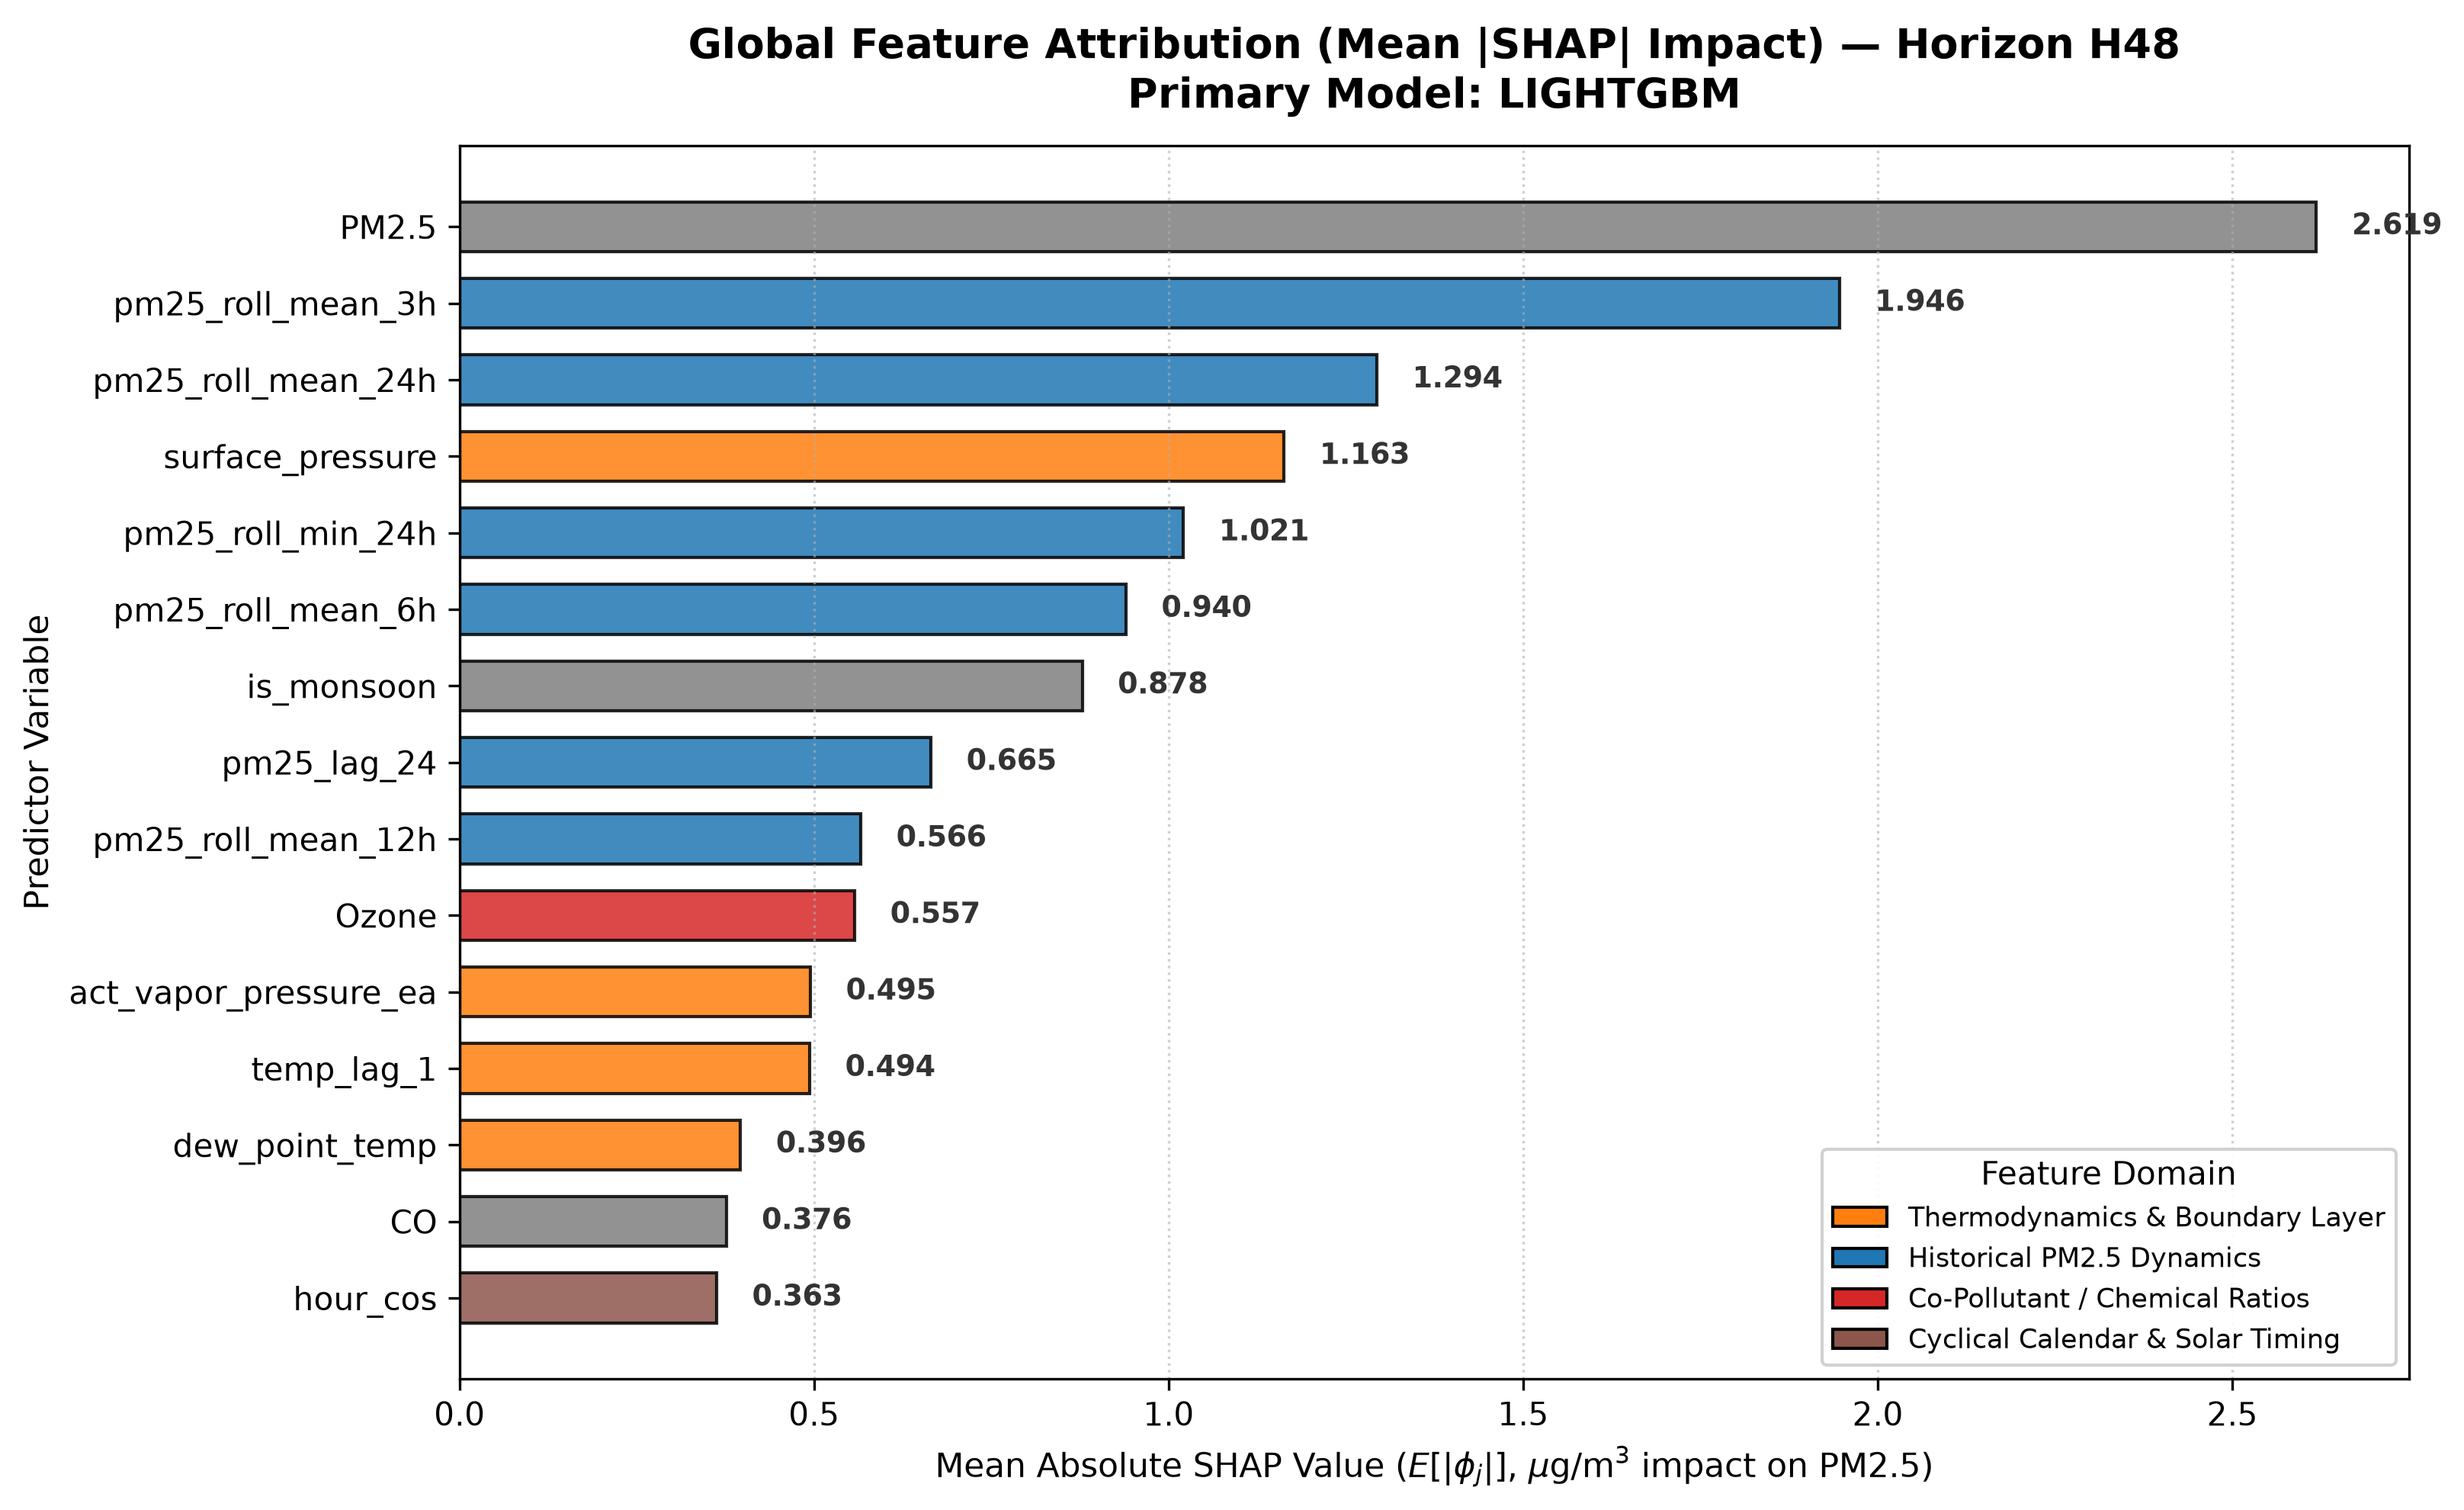 Global Feature Attribution (Mean |SHAP| Impact) — Horizon H48
Primary Model: LIGHTGBM
Predictor Variable
PM2.5 2.619
pm25_roll_mean_3h 1.946
pm25_roll_mean_24h 1.294
surface_pressure 1.163
pm25_roll_min_24h 1.021
pm25_roll_mean_6h 0.940
is_monsoon 0.878
pm25_lag_24 0.665
pm25_roll_mean_12h 0.566
Ozone 0.557
act_vapor_pressure_ea 0.495
temp_lag_1 0.494
dew_point_temp 0.396
CO 0.376
hour_cos 0.363
Feature Domain
Thermodynamics & Boundary Layer
Historical PM2.5 Dynamics
Co-Pollutant / Chemical Ratios
Cyclical Calendar & Solar Timing
0.0 0.5 1.0 1.5 2.0 2.5
Mean Absolute SHAP Value (E[|ϕⱼ|], μg/m³ impact on PM2.5)